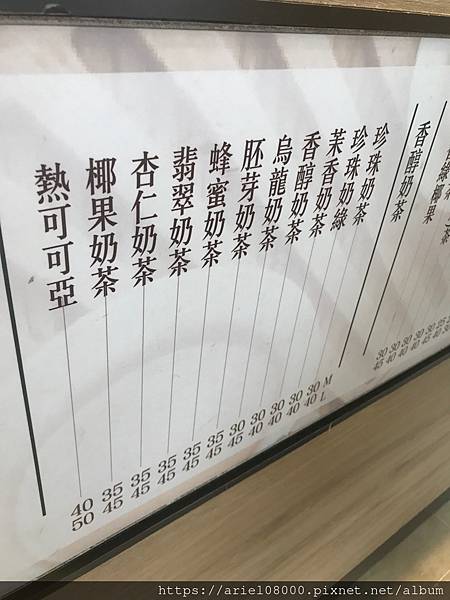 香醇奶茶
M L
珍珠奶茶 30 40
珍珠奶綠 30 40
茉香奶茶 30 40
香醇奶茶 30 40
烏龍奶茶 30 45
胚芽奶茶 35 45
蜂蜜奶茶 35 45
翡翠奶茶 35 45
杏仁奶茶 35 45
椰果奶茶 35 45
熱可可亞 40 50
https://ariel08000.pixnet.net/album